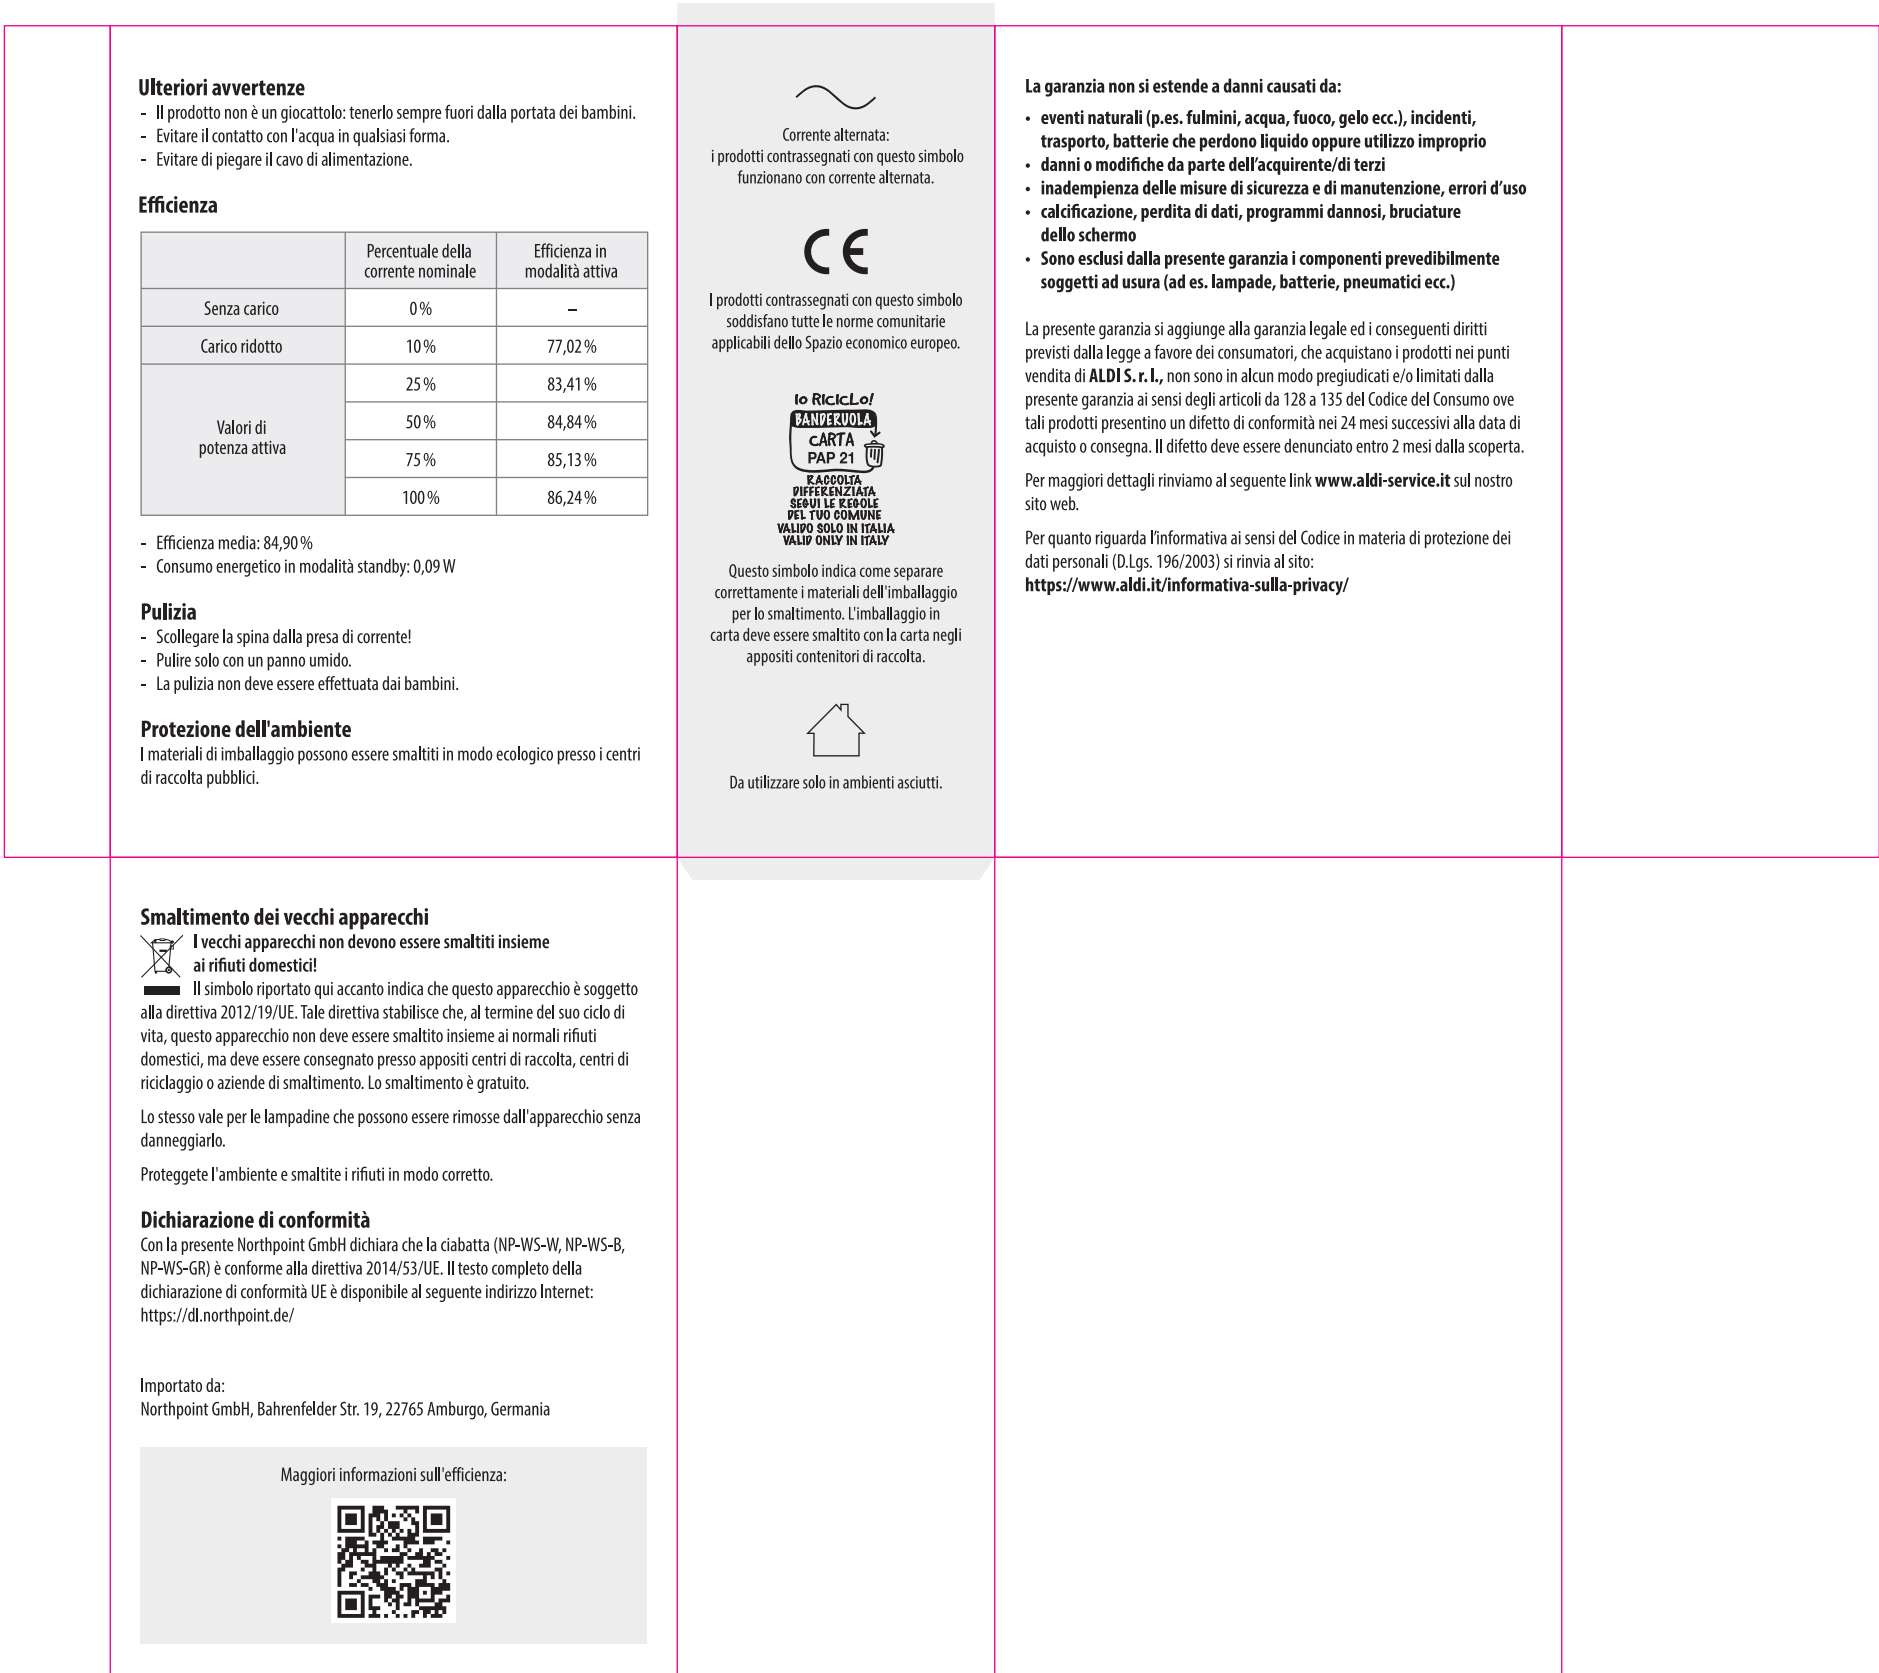 Ulteriori avvertenze
- Il prodotto non è un giocattolo: tenerlo sempre fuori dalla portata dei bambini.
- Evitare il contatto con l'acqua in qualsiasi forma.
- Evitare di piegare il cavo di alimentazione.
Efficienza
Percentuale della
corrente nominale
Efficienza in
modalità attiva
Senza carico 0 % –
Carico ridotto 10 % 77,02 %
Valori di
potenza attiva
25 % 83,41 %
50 % 84,84 %
75 % 85,13 %
100 % 86,24 %
- Efficienza media: 84,90 %
- Consumo energetico in modalità standby: 0,09 W
Pulizia
- Scollegare la spina dalla presa di corrente!
- Pulire solo con un panno umido.
- La pulizia non deve essere effettuata dai bambini.
Protezione dell'ambiente
I materiali di imballaggio possono essere smaltiti in modo ecologico presso i centri
di raccolta pubblici.
Corrente alternata:
i prodotti contrassegnati con questo simbolo
funzionano con corrente alternata.
CE
I prodotti contrassegnati con questo simbolo
soddisfano tutte le norme comunitarie
applicabili dello Spazio economico europeo.
IO RICICLO!
BANDERUOLA
CARTA
PAP 21
RACCOLTA
DIFFERENZIATA
SEGUI LE REGOLE
DEL TUO COMUNE
VALIDO SOLO IN ITALIA
VALID ONLY IN ITALY
Questo simbolo indica come separare
correttamente i materiali dell'imballaggio
per lo smaltimento. L'imballaggio in
carta deve essere smaltito con la carta negli
appositi contenitori di raccolta.
Da utilizzare solo in ambienti asciutti.
La garanzia non si estende a danni causati da:
• eventi naturali (p.es. fulmini, acqua, fuoco, gelo ecc.), incidenti,
trasporto, batterie che perdono liquido oppure utilizzo improprio
• danni o modifiche da parte dell’acquirente/di terzi
• inadempienza delle misure di sicurezza e di manutenzione, errori d’uso
• calcificazione, perdita di dati, programmi dannosi, bruciature
dello schermo
• Sono esclusi dalla presente garanzia i componenti prevedibilmente
soggetti ad usura (ad es. lampade, batterie, pneumatici ecc.)
La presente garanzia si aggiunge alla garanzia legale ed i conseguenti diritti
previsti dalla legge a favore dei consumatori, che acquistano i prodotti nei punti
vendita di ALDI S. r. l., non sono in alcun modo pregiudicati e/o limitati dalla
presente garanzia ai sensi degli articoli da 128 a 135 del Codice del Consumo ove
tali prodotti presentino un difetto di conformità nei 24 mesi successivi alla data di
acquisto o consegna. Il difetto deve essere denunciato entro 2 mesi dalla scoperta.
Per maggiori dettagli rinviamo al seguente link www.aldi-service.it sul nostro
sito web.
Per quanto riguarda l’informativa ai sensi del Codice in materia di protezione dei
dati personali (D.Lgs. 196/2003) si rinvia al sito:
https://www.aldi.it/informativa-sulla-privacy/
Smaltimento dei vecchi apparecchi
I vecchi apparecchi non devono essere smaltiti insieme
ai rifiuti domestici!
Il simbolo riportato qui accanto indica che questo apparecchio è soggetto
alla direttiva 2012/19/UE. Tale direttiva stabilisce che, al termine del suo ciclo di
vita, questo apparecchio non deve essere smaltito insieme ai normali rifiuti
domestici, ma deve essere consegnato presso appositi centri di raccolta, centri di
riciclaggio o aziende di smaltimento. Lo smaltimento è gratuito.
Lo stesso vale per le lampadine che possono essere rimosse dall'apparecchio senza
danneggiarlo.
Proteggete l'ambiente e smaltite i rifiuti in modo corretto.
Dichiarazione di conformità
Con la presente Northpoint GmbH dichiara che la ciabatta (NP-WS-W, NP-WS-B,
NP-WS-GR) è conforme alla direttiva 2014/53/UE. Il testo completo della
dichiarazione di conformità UE è disponibile al seguente indirizzo Internet:
https://dl.northpoint.de/
Importato da:
Northpoint GmbH, Bahrenfelder Str. 19, 22765 Amburgo, Germania
Maggiori informazioni sull'efficienza: